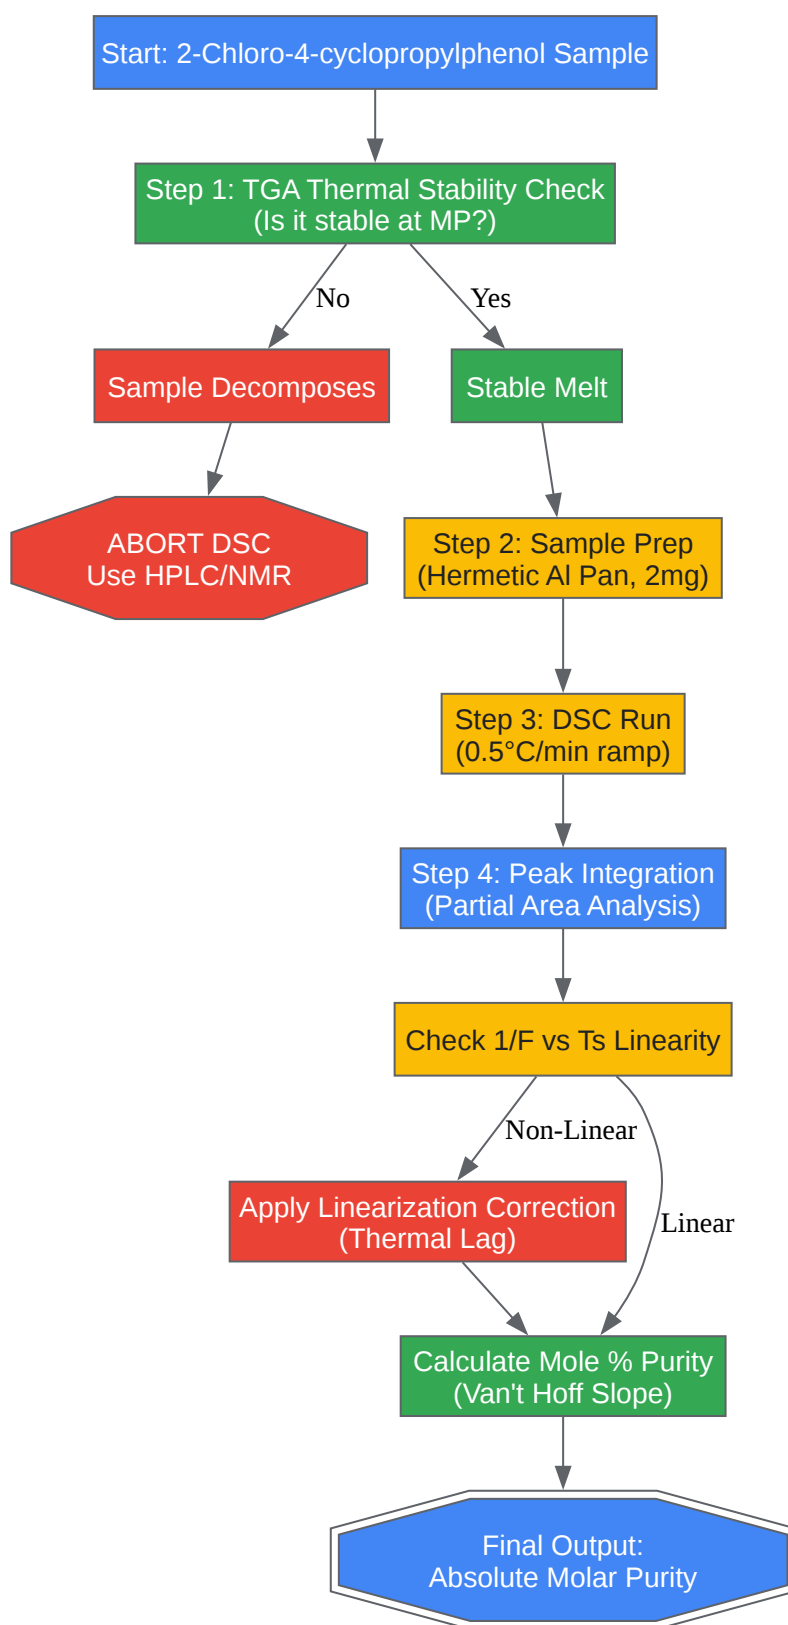 Start: 2-Chloro-4-cyclopropylphenol Sample
Step 1: TGA Thermal Stability Check
(Is it stable at MP?)
No
Yes
Sample Decomposes
Stable Melt
ABORT DSC
Use HPLC/NMR
Step 2: Sample Prep
(Hermetic Al Pan, 2mg)
Step 3: DSC Run
(0.5°C/min ramp)
Step 4: Peak Integration
(Partial Area Analysis)
Check 1/F vs Ts Linearity
Non-Linear
Apply Linearization Correction
(Thermal Lag)
Linear
Calculate Mole % Purity
(Van't Hoff Slope)
Final Output:
Absolute Molar Purity